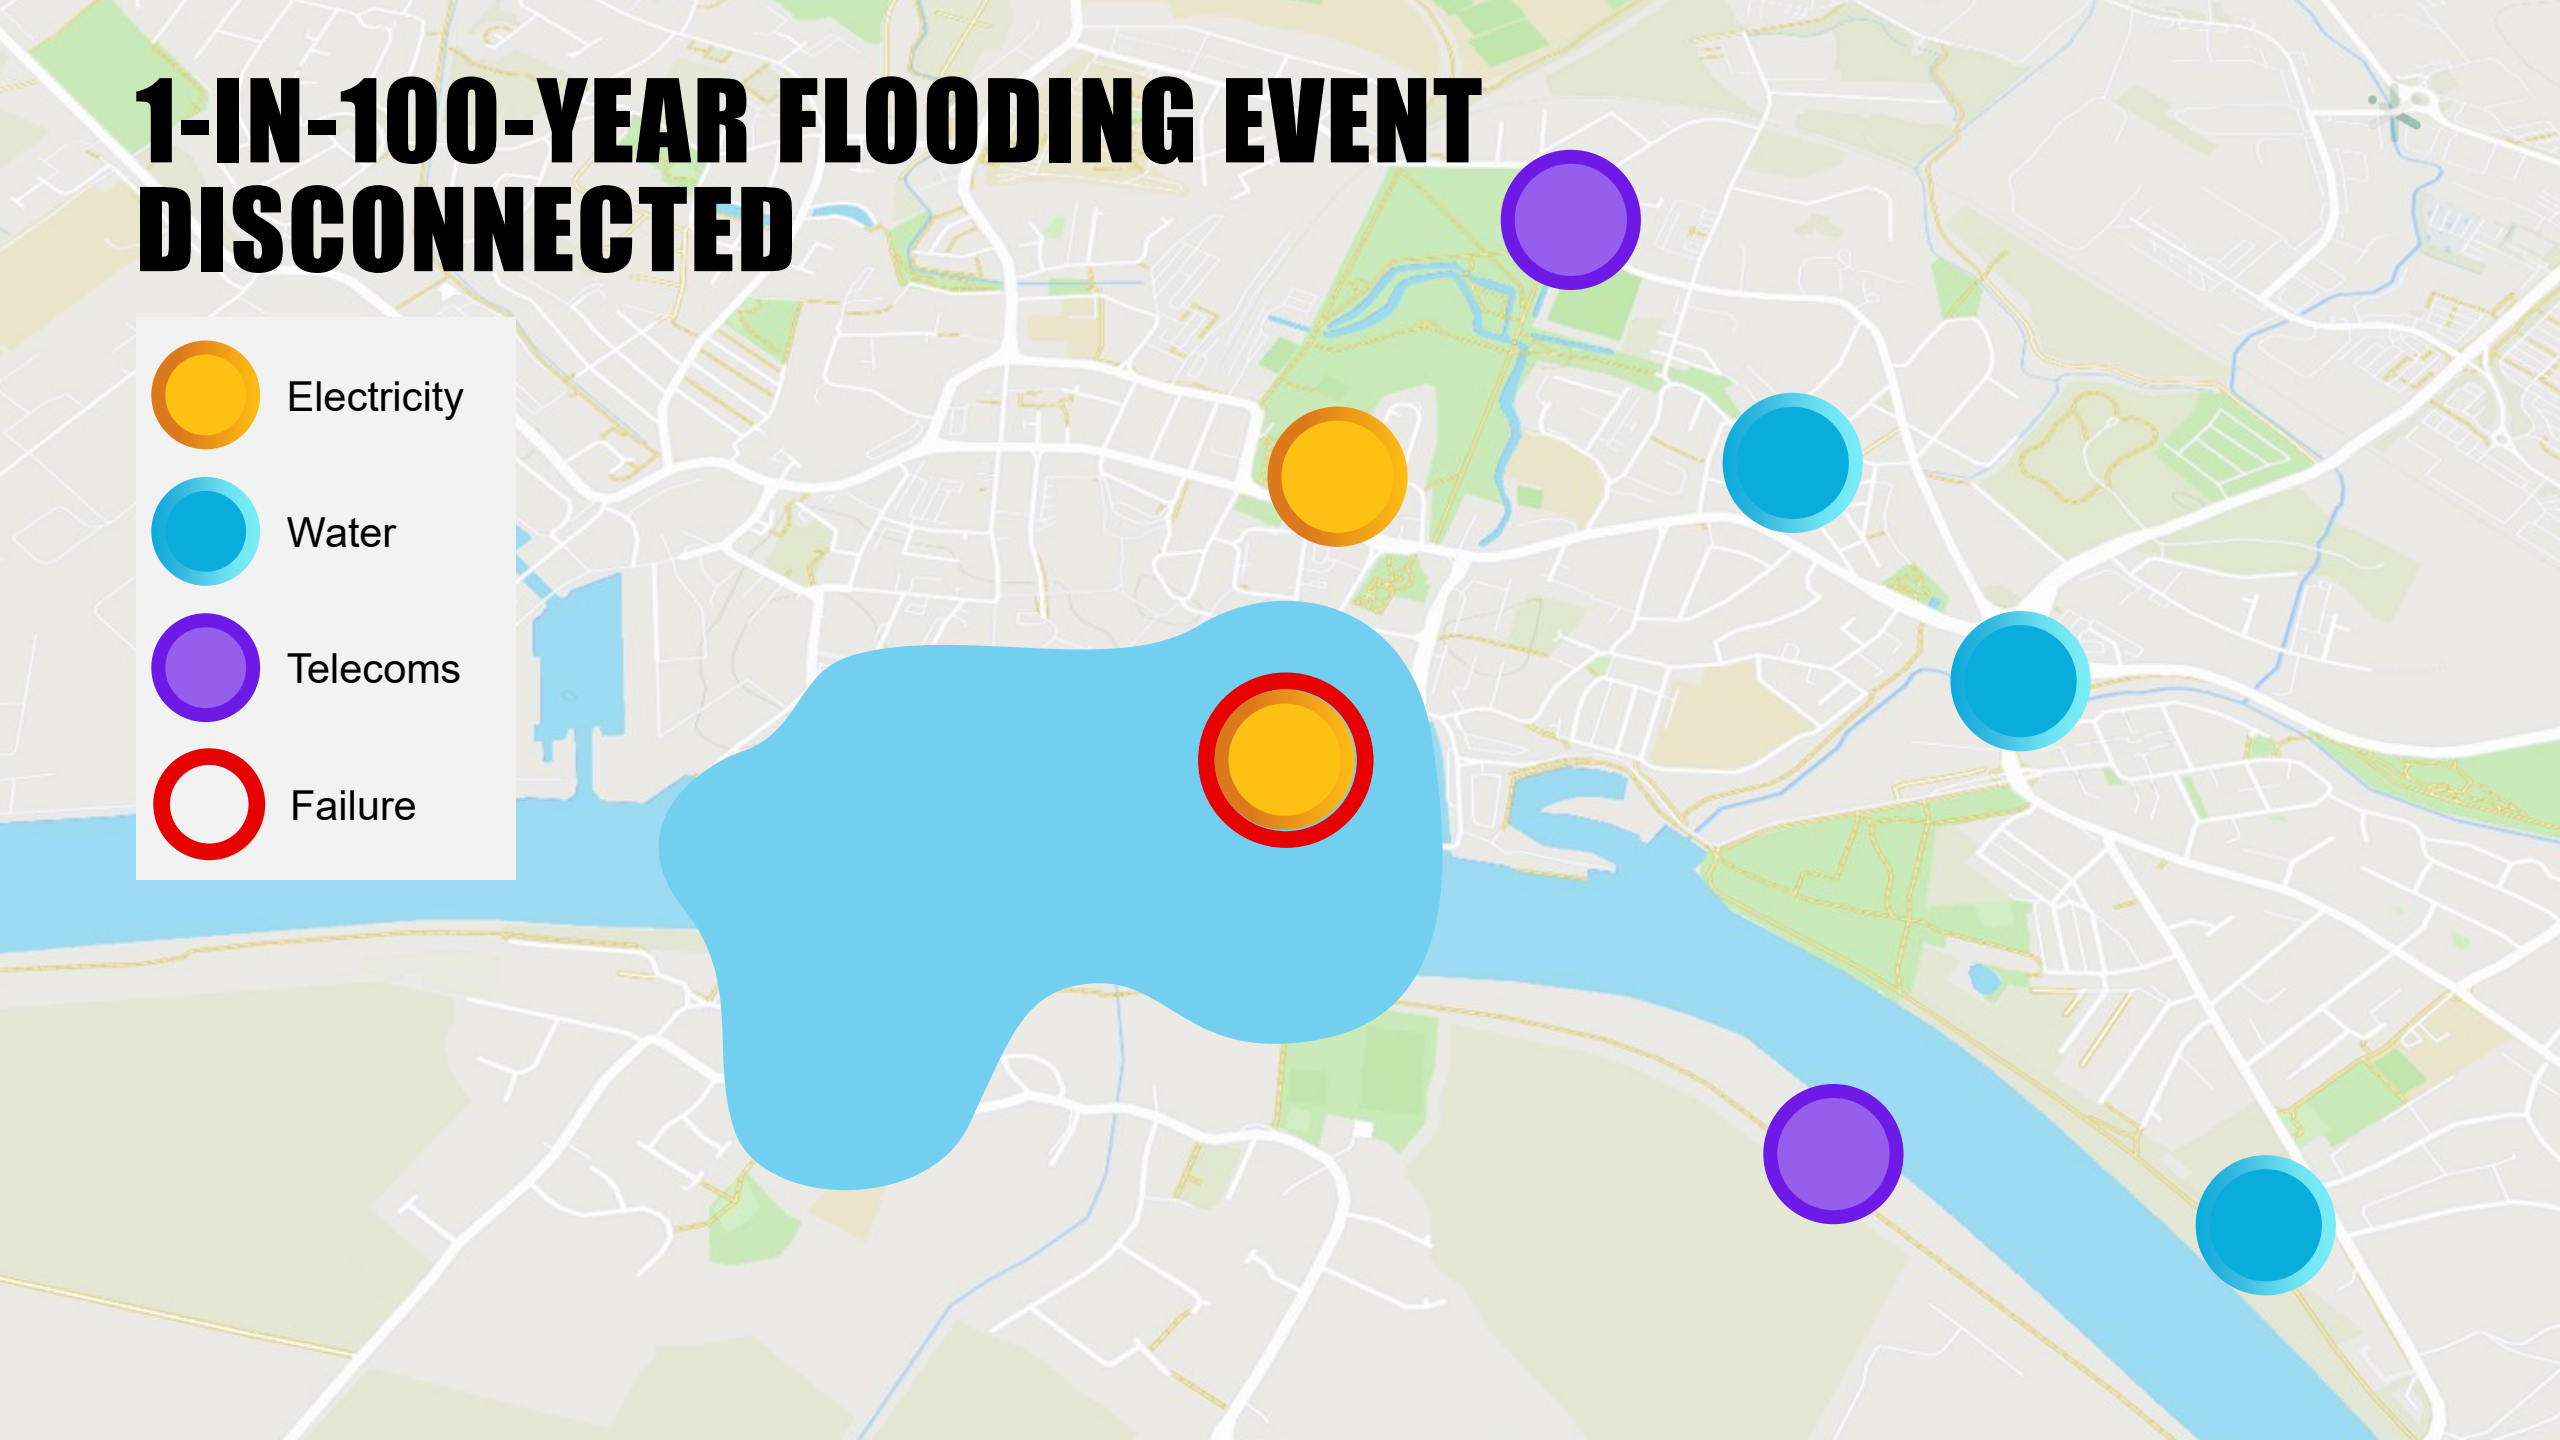 1-IN-100-YEAR FLOODING EVENT
DISCONNECTED
Electricity
Water
Telecoms
Failure